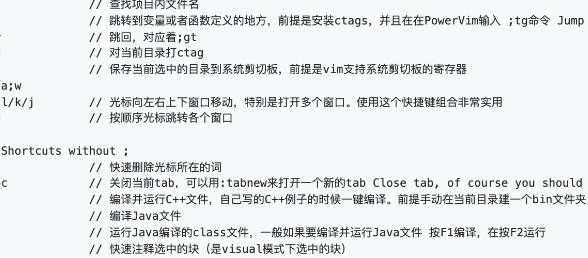 // 查找项目内文件名
// 跳转到变量或者函数定义的地方，前提是安装ctags，并且在在PowerVim输入 ;tg命令 Jump
// 跳回，对应着;gt
// 对当前目录打ctag
// 保存当前选中的目录到系统剪切板，前提是vim支持系统剪切板的寄存器
a;w
l/k/j // 光标向左右上下窗口移动，特别是打开多个窗口。使用这个快捷键组合非常实用
// 按顺序光标跳转各个窗口
Shortcuts without ;
// 快速删除光标所在的词
// 关闭当前tab，可以用:tabnew来打开一个新的tab Close tab, of course you should
// 编译并运行C++文件，自己写的C++例子的时候一键编译。前提手动在当前目录建一个bin文件夹，
// 编译Java文件
// 运行Java编译的class文件，一般如果要编译并运行Java文件 按F1编译，在按F2运行
// 快速注释选中的块（是visual模式下选中的块）